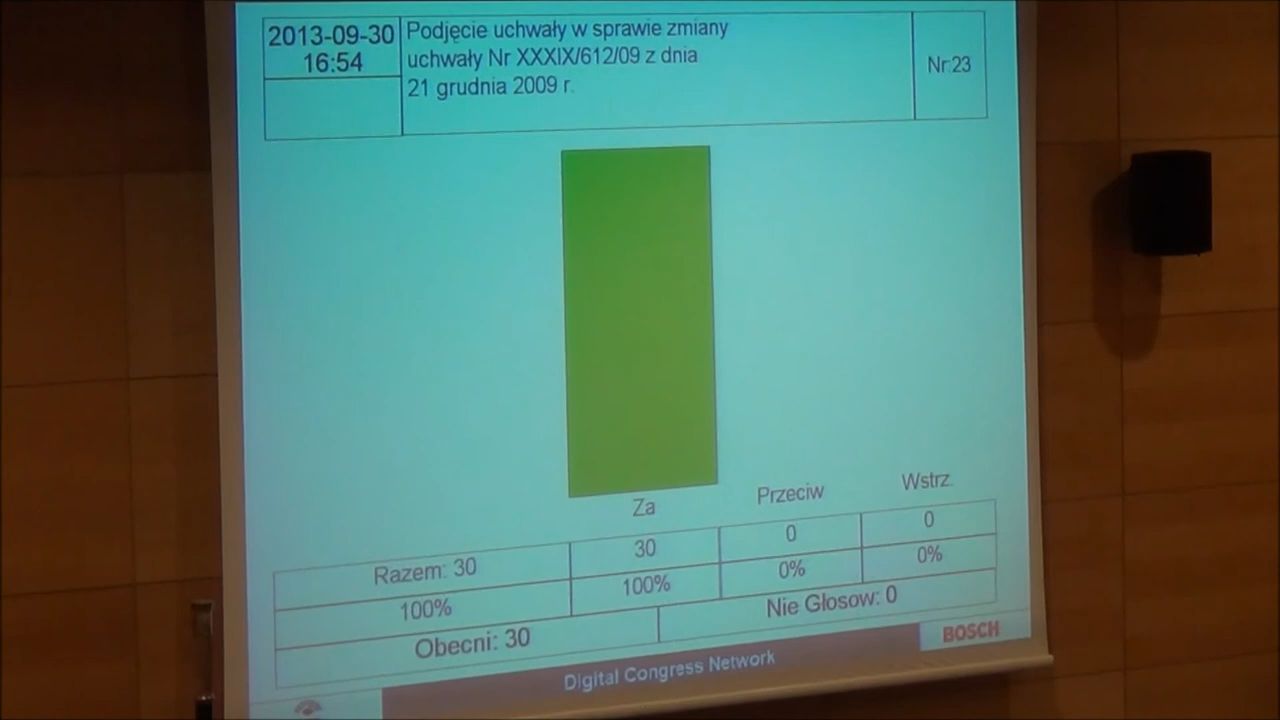 2013-09-30
16:54
Podjęcie uchwały w sprawie zmiany
uchwały Nr XXXIX/612/09 z dnia
21 grudnia 2009 r.
Nr:23
Za
Przeciw
Wstrz.
Razem: 30
30
0
0
100%
100%
0%
0%
Obecni: 30
Nie Głosow: 0
Digital Congress Network
BOSCH